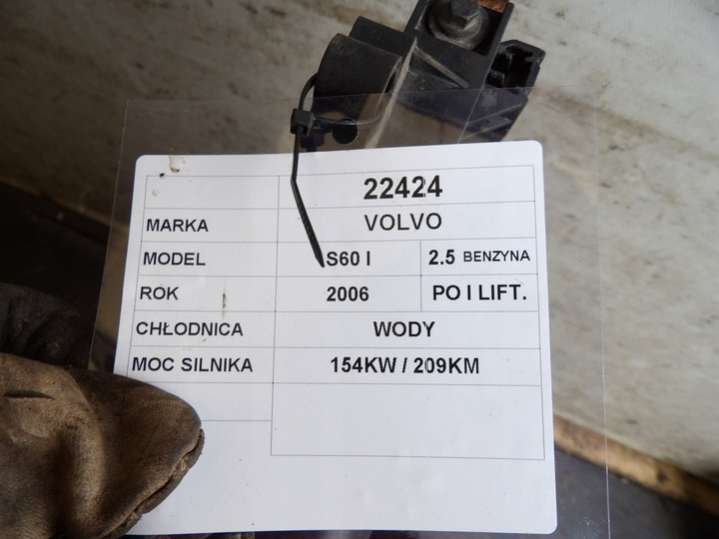 22424
MARKA VOLVO
MODEL S60 I 2.5 BENZYNA
ROK 2006 PO I LIFT.
CHŁODNICA WODY
MOC SILNIKA 154KW / 209KM